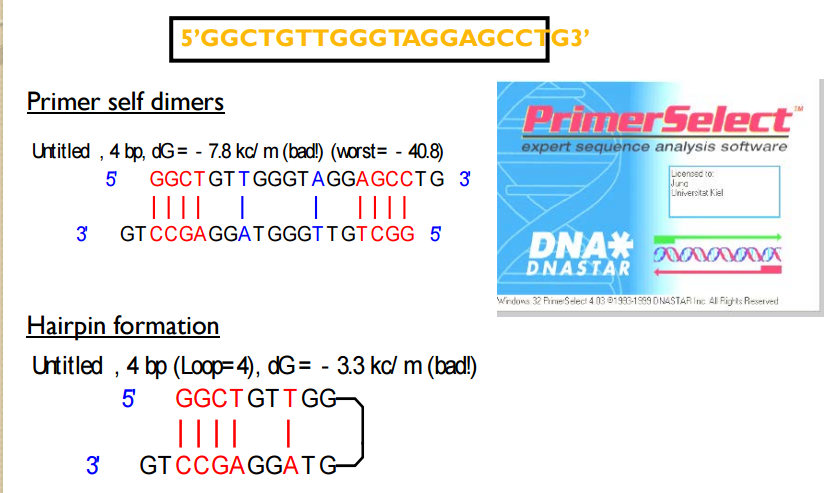 5’GGCTGTTGGGTAGGAGCCTG3’
Primer self dimers
Untitled , 4 bp, dG = - 7.8 kc/m (bad!) (worst= - 40.8)
5' GGCTGTTGGGTAGGAGCCTG 3'
3' GTCCGAGGATGGGTTGTCGG 5'
Hairpin formation
Untitled , 4 bp (Loop=4), dG = - 3.3 kc/m (bad!)
5' GGCTGTTGG
3' GTCCGAGGATG
PrimerSelect™
expert sequence analysis software
Licensed to:
Jung
Universitat Kiel
DNA*
DNASTAR
Windows 32 PrimerSelect 4.03 ©1993-1999 DNASTAR Inc. All Rights Reserved